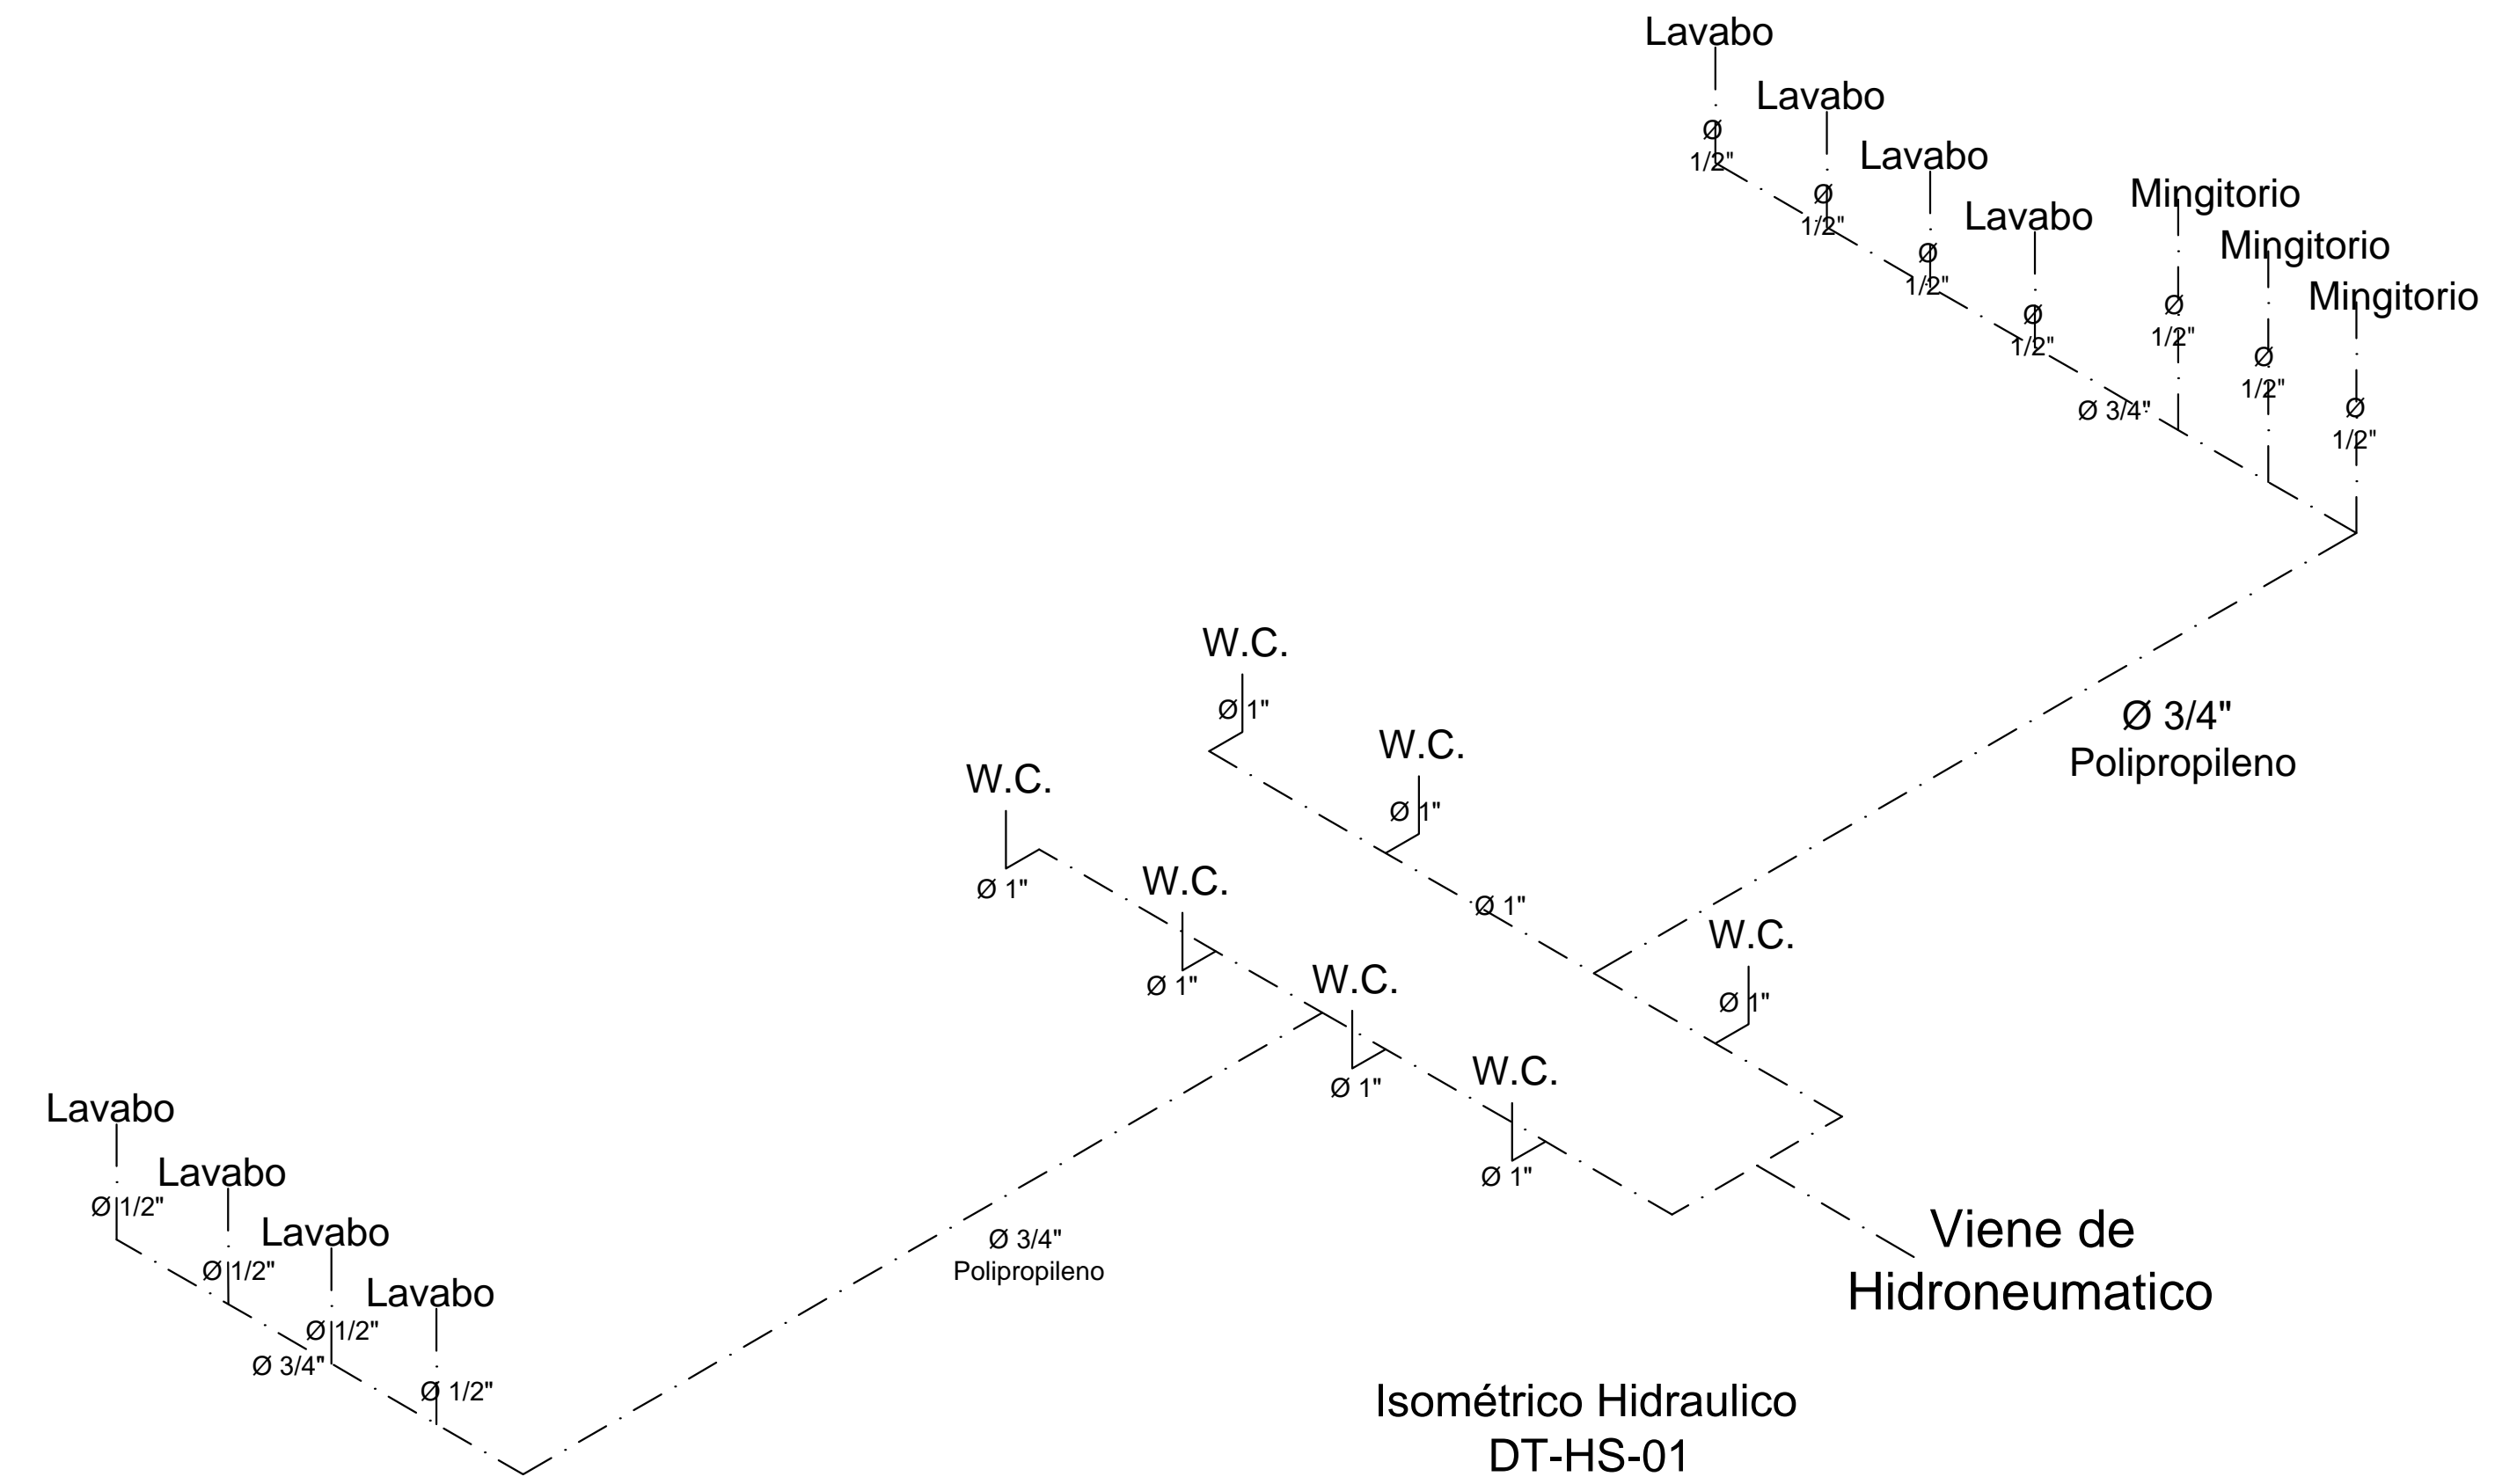 Lavabo
Lavabo
Ø
1/2"
Lavabo
Mingitorio
Ø
1/2"
Lavabo
Mingitorio
Ø
1/2"
Mingitorio
Ø
1/2"
Ø
1/2"
Ø
1/2"
Ø 3/4"
Ø
1/2"
W.C.
Ø 1"
Ø 3/4"
Polipropileno
W.C.
W.C.
Ø 1"
Ø 1"
W.C.
Ø 1"
W.C.
Ø 1"
W.C.
Ø 1"
W.C.
Ø 1"
Ø 1"
Lavabo
Lavabo
Ø 1/2"
Lavabo
Ø 1/2"
Lavabo
Ø 1/2"
Ø 3/4"
Ø 1/2"
Ø 3/4"
Polipropileno
Viene de
Hidroneumatico
Isométrico Hidraulico
DT-HS-01